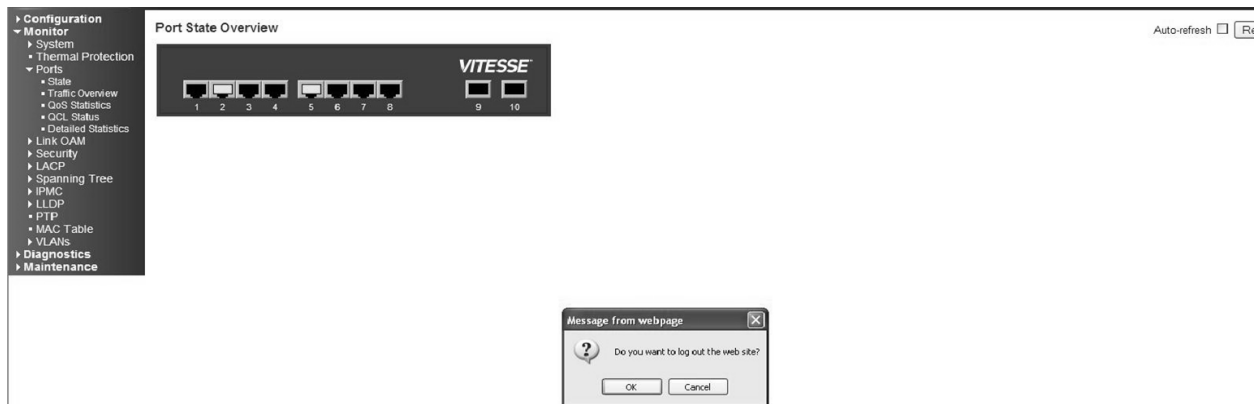 Configuration
Monitor
System
Thermal Protection
Ports
State
Traffic Overview
QoS Statistics
QCL Status
Detailed Statistics
Link OAM
Security
LACP
Spanning Tree
IPMC
LLDP
PTP
MAC Table
VLANs
Diagnostics
Maintenance
Port State Overview
Auto-refresh Re
VITESSE
1 2 3 4 5 6 7 8 9 10
Message from webpage
Do you want to log out the web site?
OK Cancel